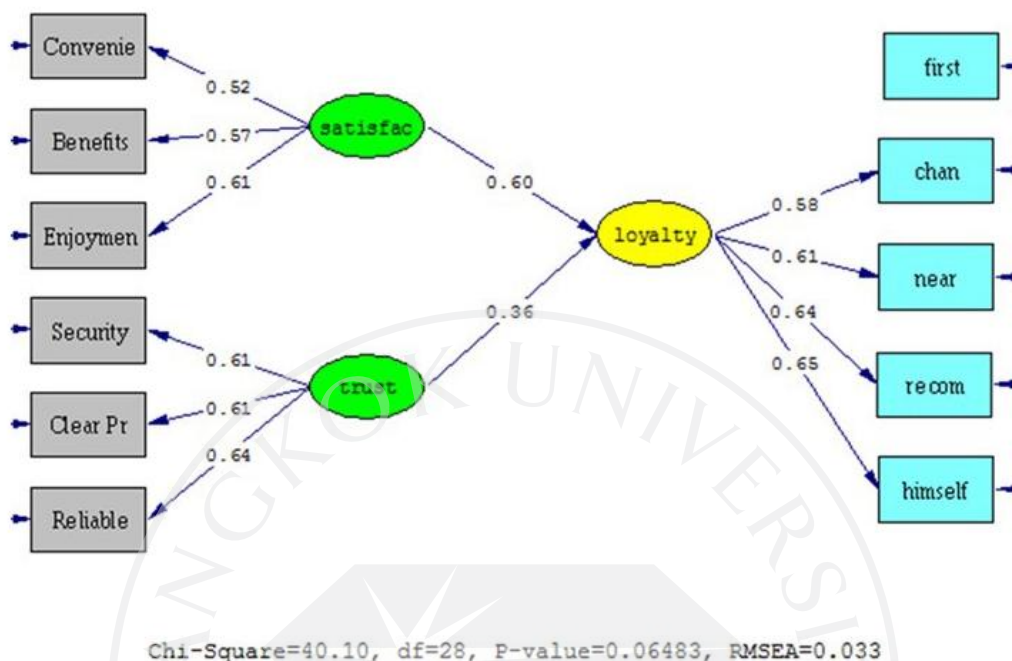 Convenie
Benefits
Enjoymen
Security
Clear Pr
Reliable
0.52
0.57
0.61
0.61
0.61
0.64
satisfac
trust
0.60
0.36
loyalty
0.58
0.61
0.64
0.65
first
chan
near
recom
himself
NGKOK UNIVERSI
Chi-Square=40.10, df=28, P-value=0.06483, RMSEA=0.033